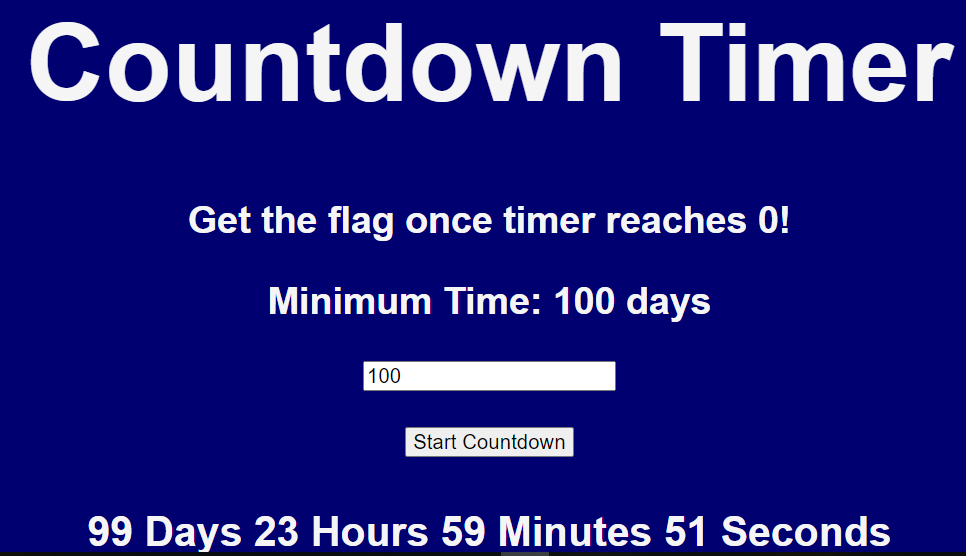 Countdown Timer
Get the flag once timer reaches 0!
Minimum Time: 100 days
100
Start Countdown
99 Days 23 Hours 59 Minutes 51 Seconds